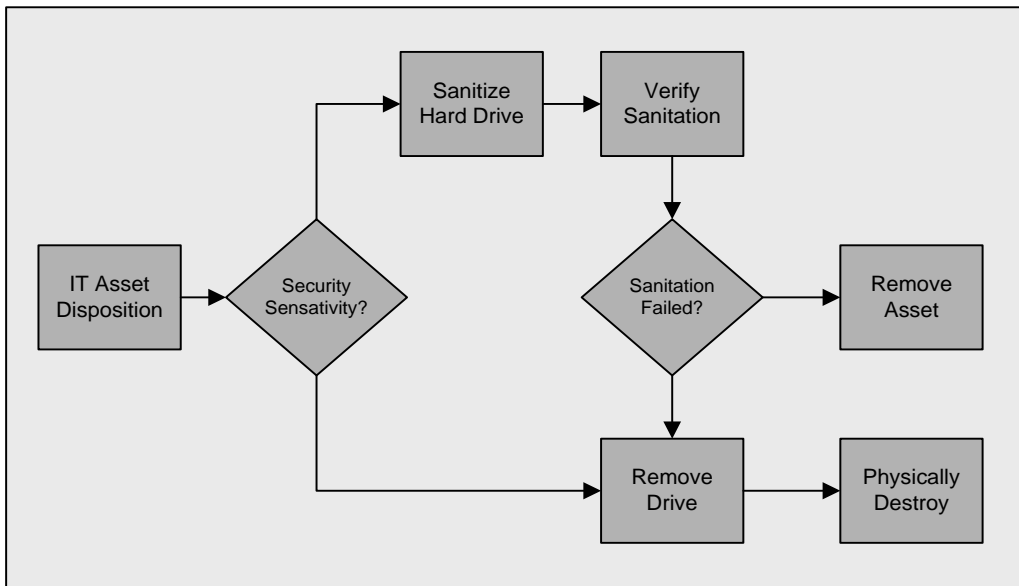 Sanitize
Hard Drive
Verify
Sanitation
IT Asset
Disposition
Security
Sensativity?
Sanitation
Failed?
Remove
Asset
Remove
Drive
Physically
Destroy